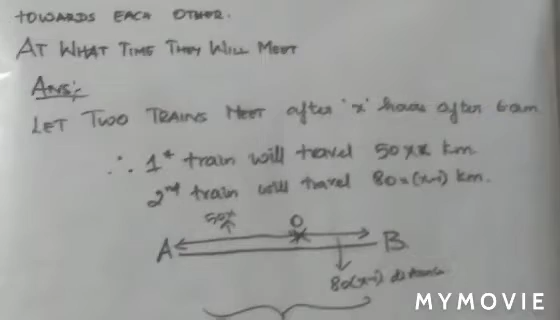 TOWARDS EACH OTHER.
AT WHAT TIME THEY WILL MEET
ANS:-
LET TWO TRAINS MEET after 'x' hours after 6am
∴ 1st train will travel 50×x km.
2nd train will travel 80×(x-1) km.
50x
O
A B
80(x-1) distance
MYMOVIE